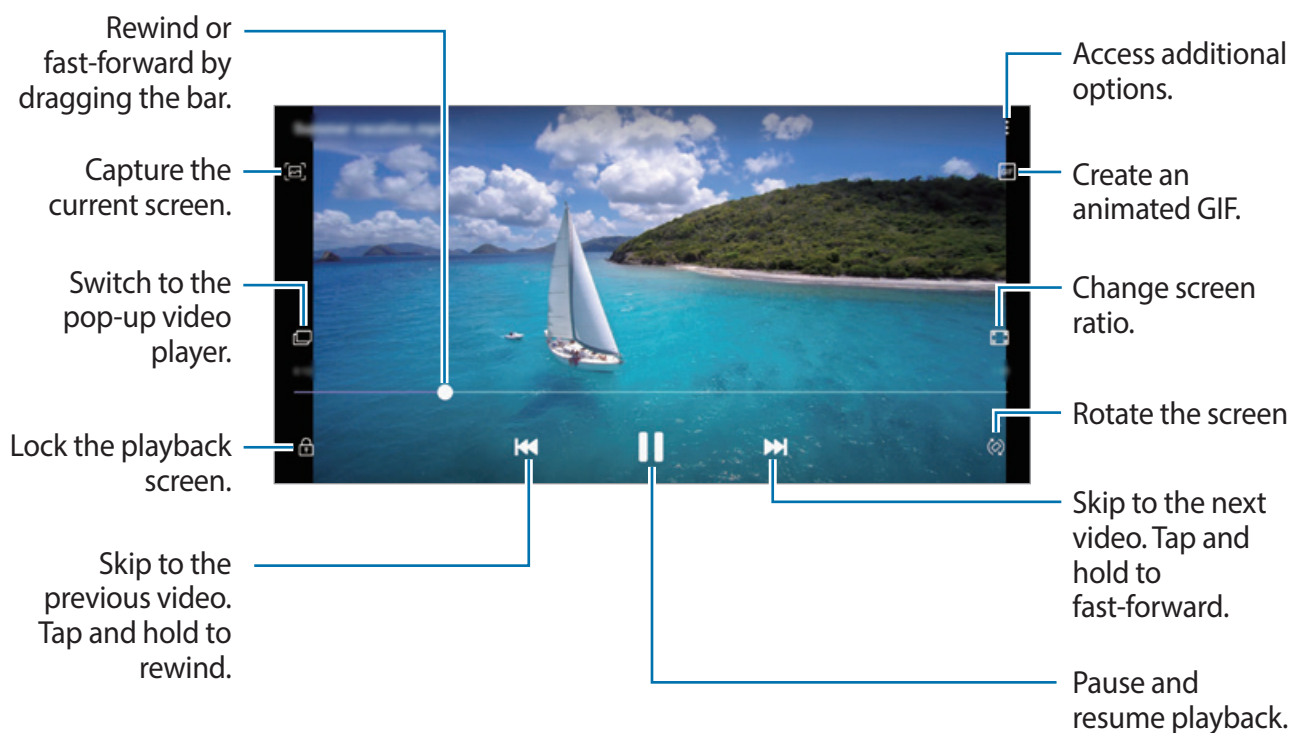 Rewind or
fast-forward by
dragging the bar.
Capture the
current screen.
Switch to the
pop-up video
player.
Lock the playback
screen.
Skip to the
previous video.
Tap and hold to
rewind.
Access additional
options.
GIF
Create an
animated GIF.
Change screen
ratio.
Rotate the screen
Skip to the next
video. Tap and
hold to
fast-forward.
Pause and
resume playback.